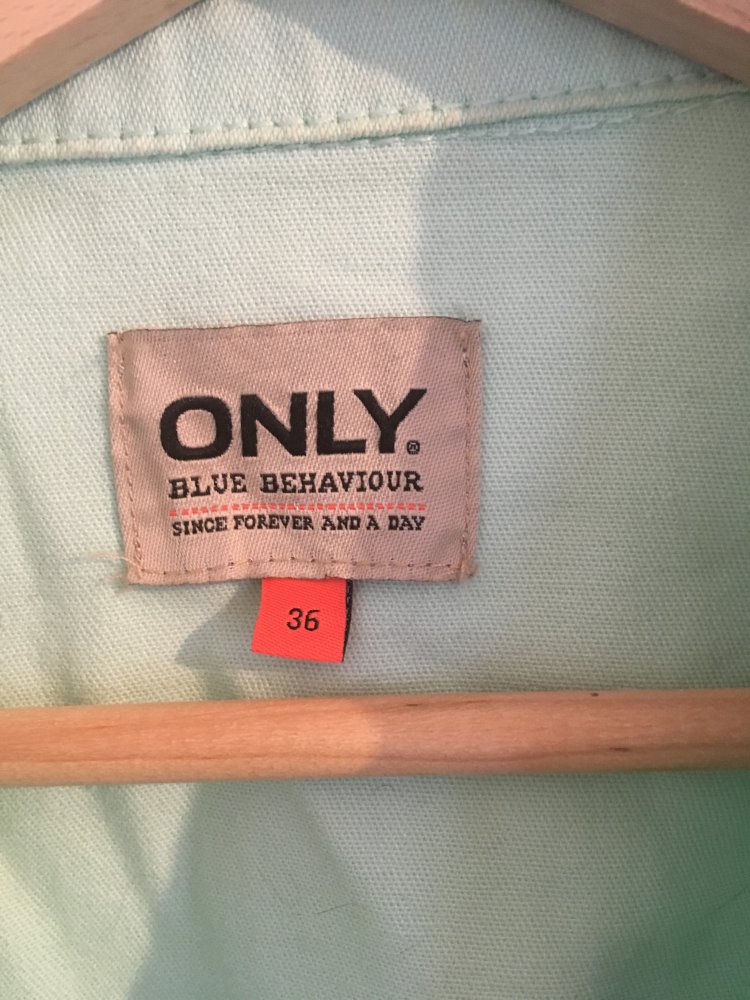 ONLY®
BLUE BEHAVIOUR
SINCE FOREVER AND A DAY
36